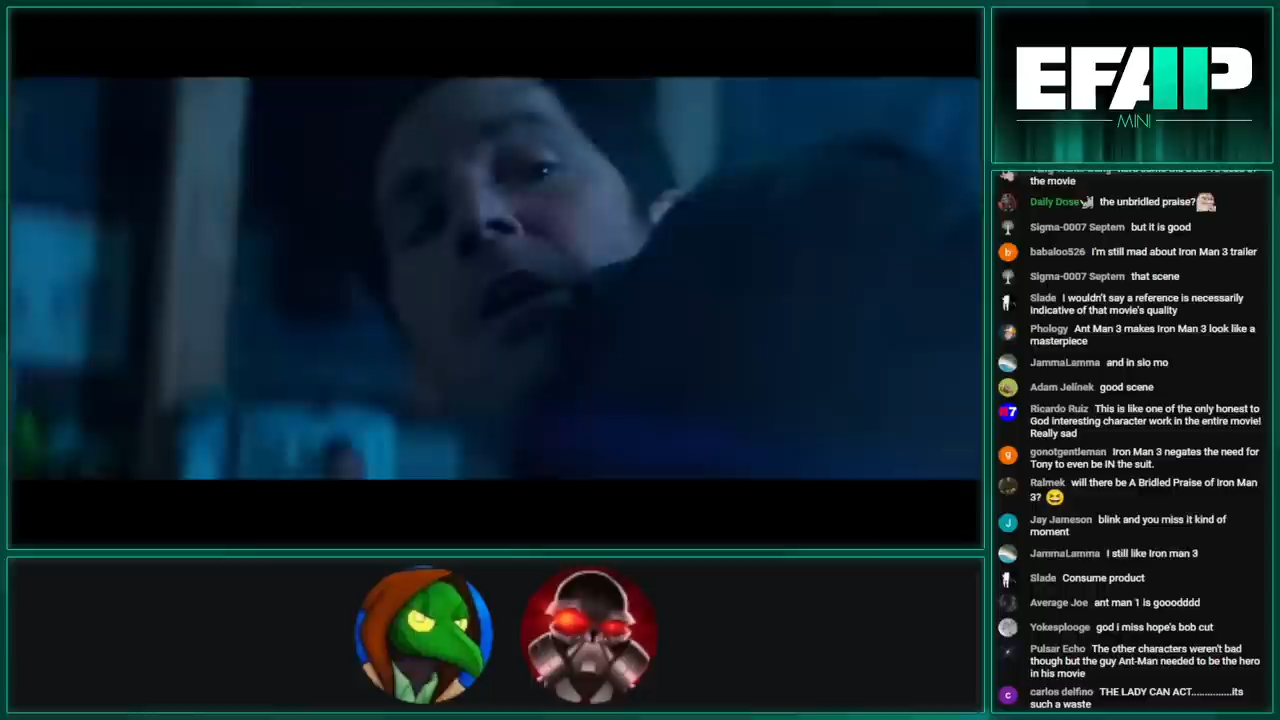 EFAP
MINI
the movie
Daily Dose the unbridled praise?
Sigma-0007 Septem but it is good
babaloo526 I'm still mad about Iron Man 3 trailer
Sigma-0007 Septem that scene
Slade I wouldn't say a reference is necessarily
indicative of that movie's quality
Phology Ant Man 3 makes Iron Man 3 look like a
masterpiece
JammaLamma and in slo mo
Adam Jelínek good scene
Ricardo Ruiz This is like one of the only honest to
God interesting character work in the entire movie!
Really sad
gonotgentleman Iron Man 3 negates the need for
Tony to even be IN the suit.
Ralmek will there be A Bridled Praise of Iron Man
3?
Jay Jameson blink and you miss it kind of
moment
JammaLamma I still like Iron man 3
Slade Consume product
Average Joe ant man 1 is gooodddd
Yokesplooge god i miss hope's bob cut
Pulsar Echo The other characters weren't bad
though but the guy Ant-Man needed to be the hero
in his movie
carlos delfino THE LADY CAN ACT...............its
such a waste